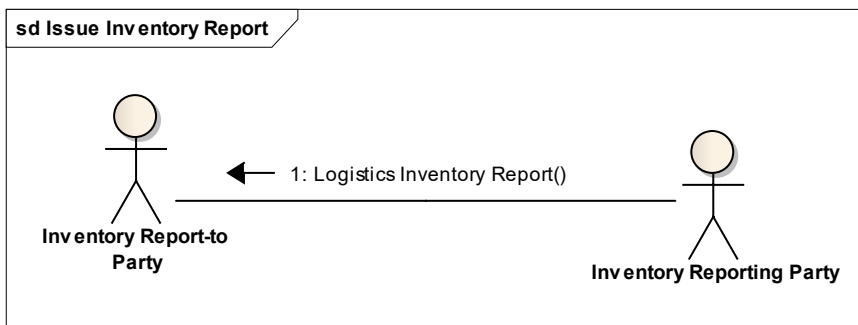 sd Issue Inventory Report
1: Logistics Inventory Report()
Inventory Report-to
Party
Inventory Reporting Party